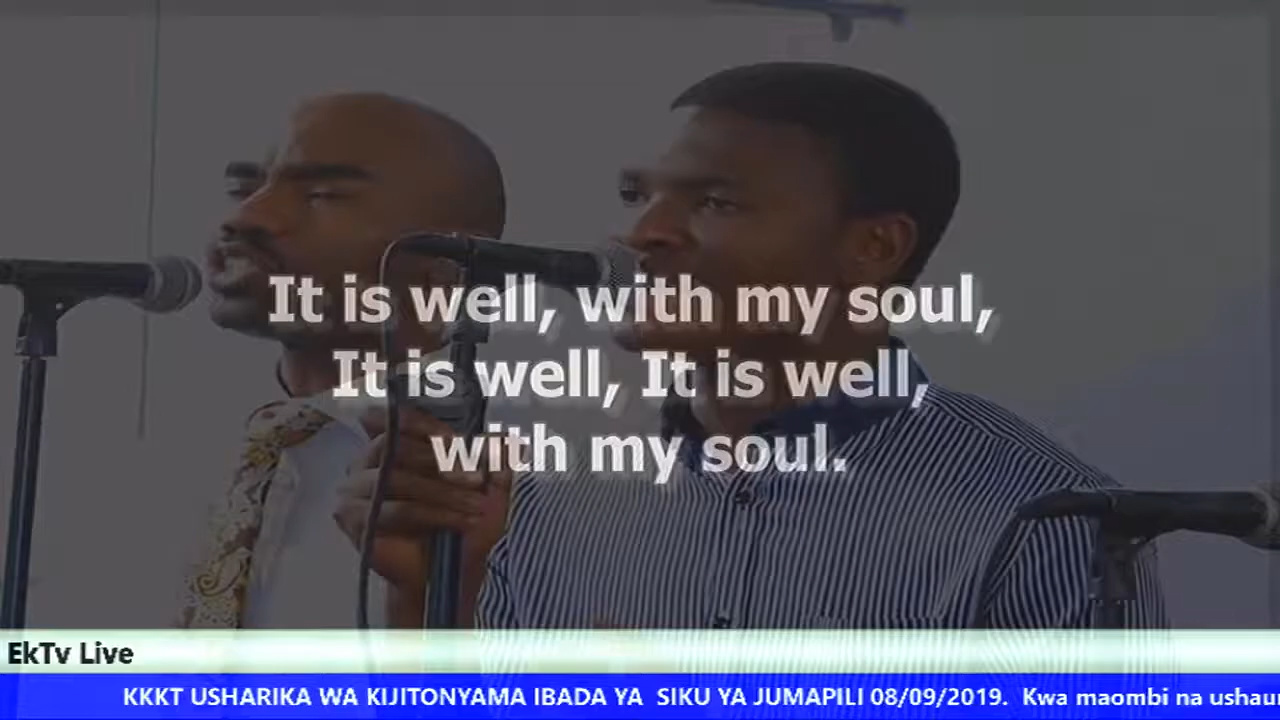 It is well, with my soul,
It is well, It is well,
with my soul.
EkTv Live
KKKT USHARIKA WA KIJITONYAMA IBADA YA SIKU YA JUMAPILI 08/09/2019. Kwa maombi na